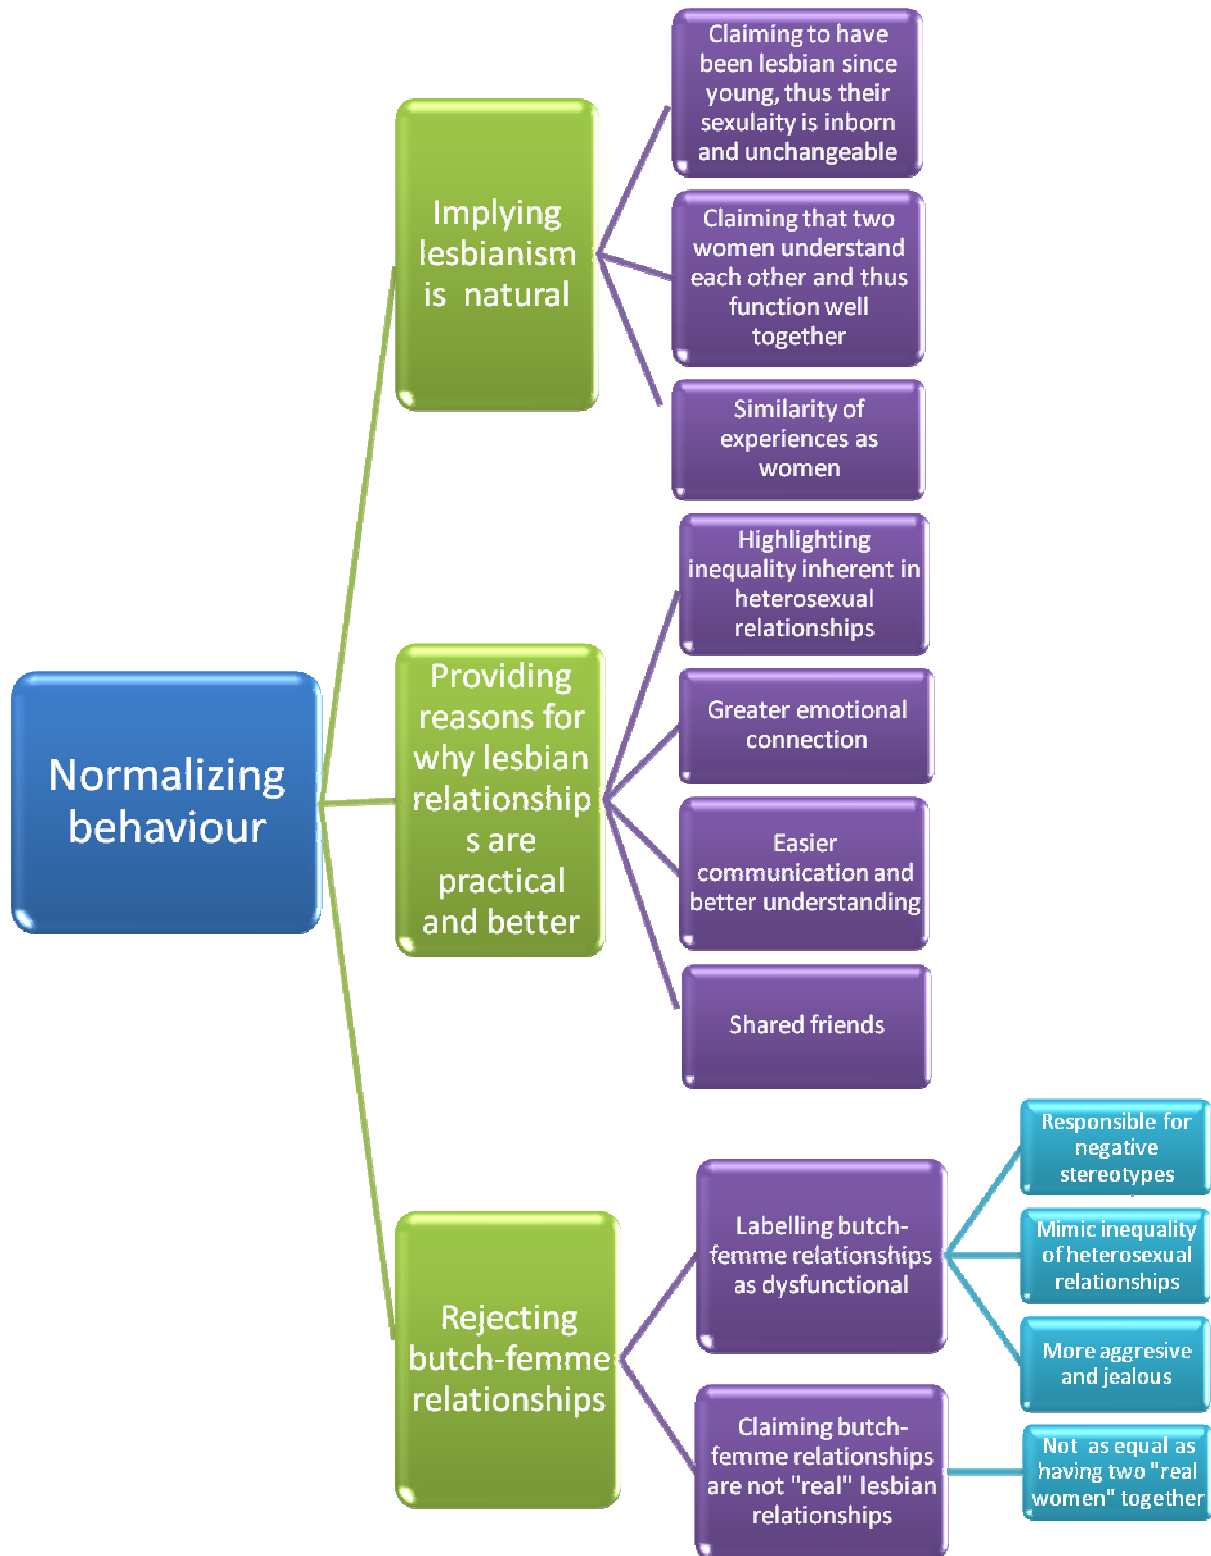 Normalizing
behaviour
Implying
lesbianism
is  natural
Claiming to have
been lesbian since
young, thus their
sexulaity is inborn
and unchangeable
Claiming that two
women understand
each other and thus
function well
together
Similarity of
experiences as
women
Providing
reasons for
why lesbian
relationship
s are
practical
and better
Highlighting
inequality inherent in
heterosexual
relationships
Greater emotional
connection
Easier
communication and
better understanding
Shared friends
Rejecting
butch-femme
relationships
Labelling butch-
femme relationships
as dysfunctional
Responsible for
negative
stereotypes
Mimic inequality
of heterosexual
relationships
More aggresive
and jealous
Claiming butch-
femme relationships
are not "real" lesbian
relationships
Not  as equal as
having two "real
women" together